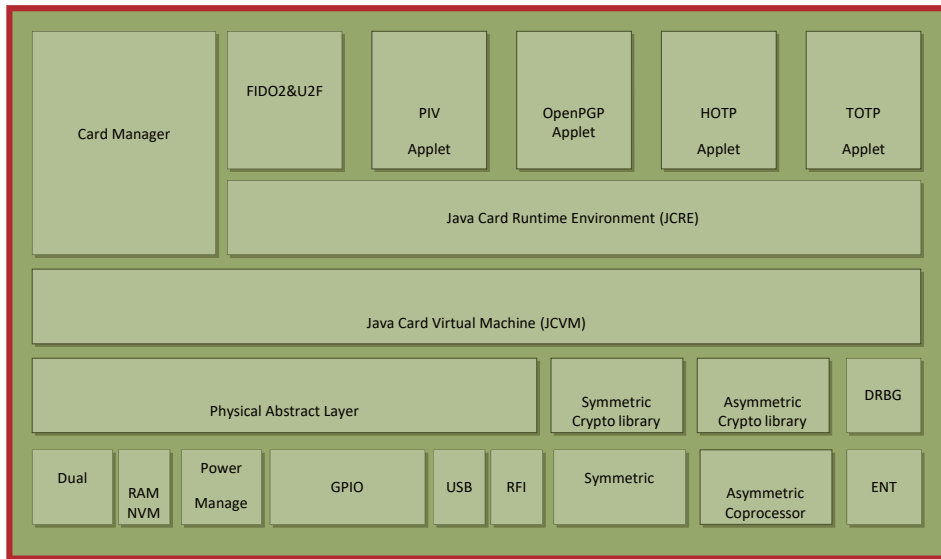 FIDO2&U2F
Card Manager
PIV
Applet
OpenPGP
Applet
HOTP
Applet
TOTP
Applet
Java Card Runtime Environment (JCRE)
Java Card Virtual Machine (JCVM)
Physical Abstract Layer
Symmetric
Crypto library
Asymmetric
Crypto library
DRBG
Dual
RAM
NVM
Power
Manage
GPIO
USB
RFI
Symmetric
Asymmetric
Coprocessor
ENT